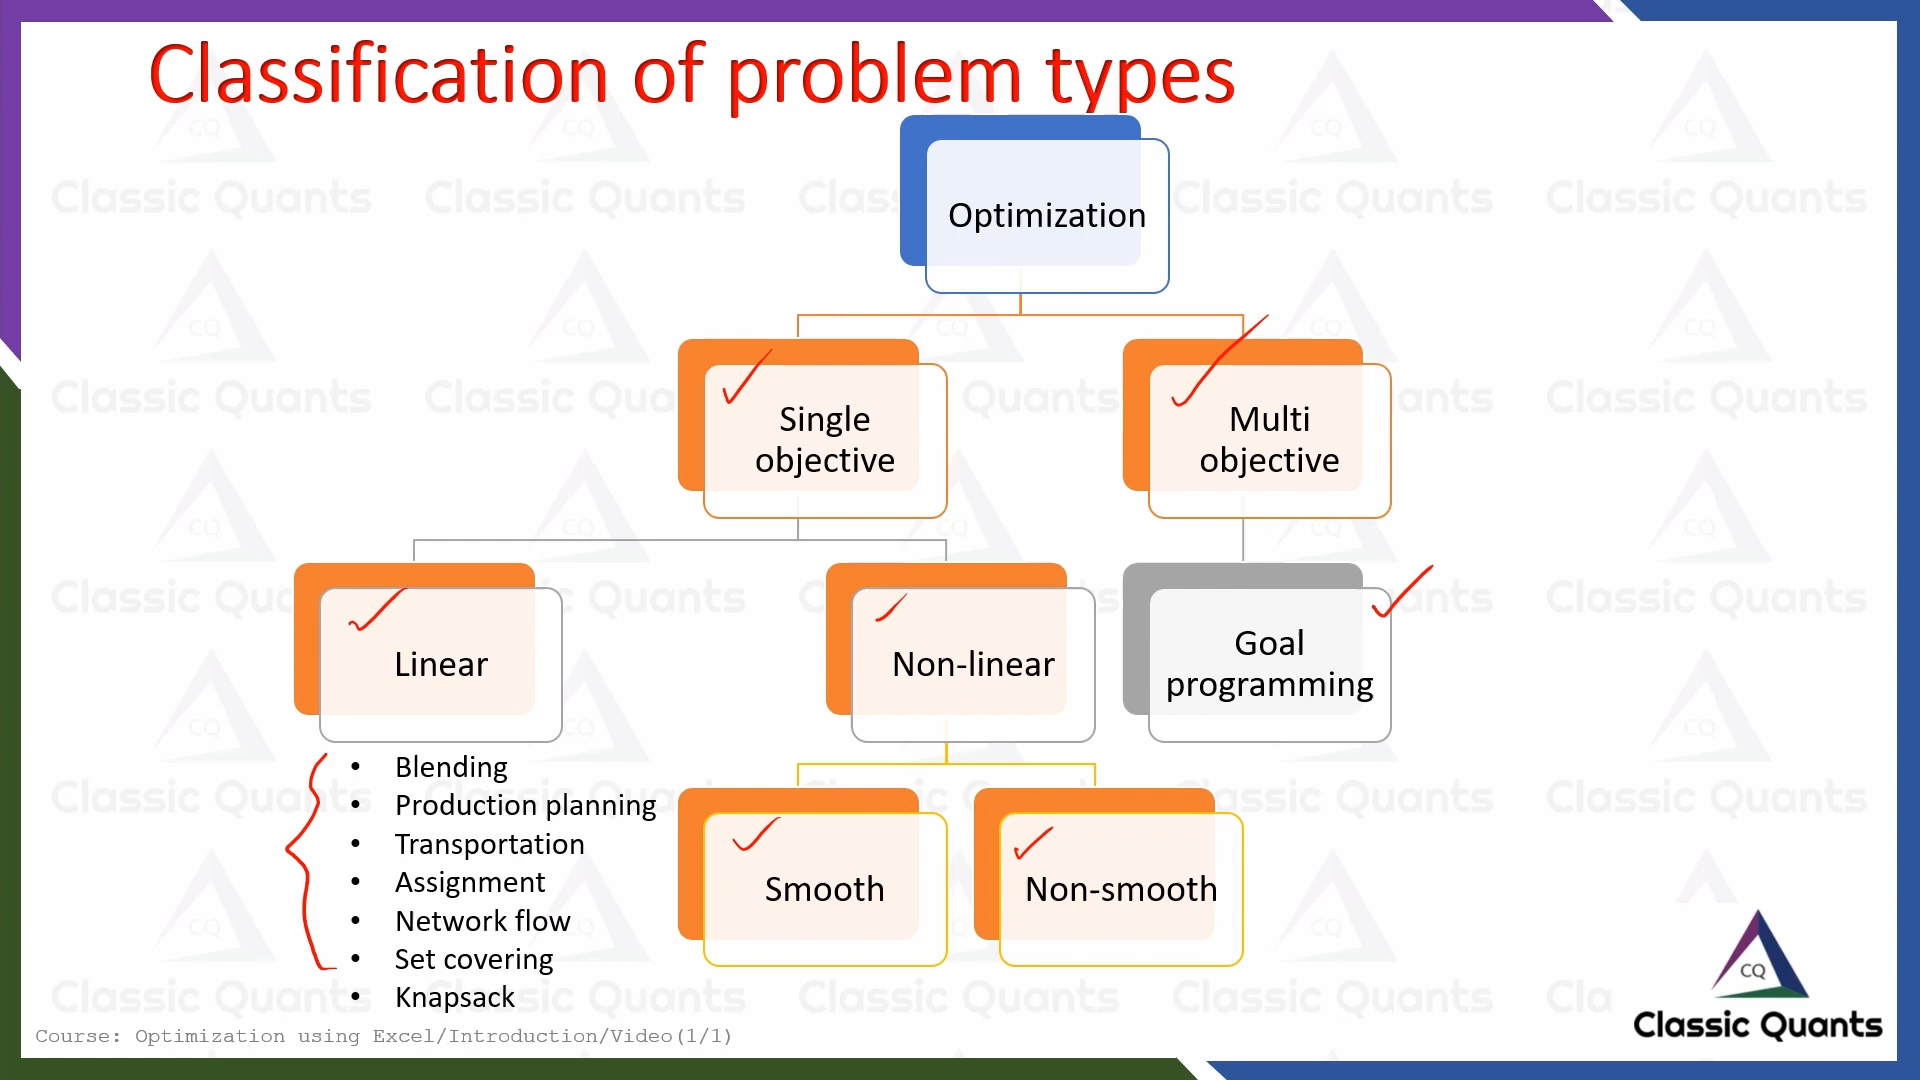 Classification of problem types
Optimization
Single
objective
Multi
objective
Linear
Non-linear
Goal
programming
• Blending
• Production planning
• Transportation
• Assignment
• Network flow
• Set covering
• Knapsack
Smooth
Non-smooth
CQ
Classic Quants
Course: Optimization using Excel/Introduction/Video(1/1)